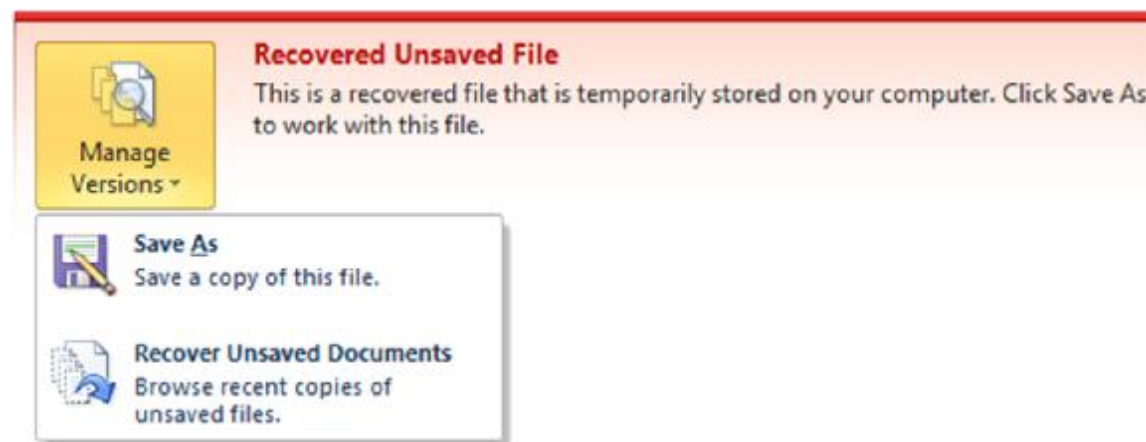 Recovered Unsaved File
This is a recovered file that is temporarily stored on your computer. Click Save As
to work with this file.
Manage
Versions
Save As
Save a copy of this file.
Recover Unsaved Documents
Browse recent copies of
unsaved files.